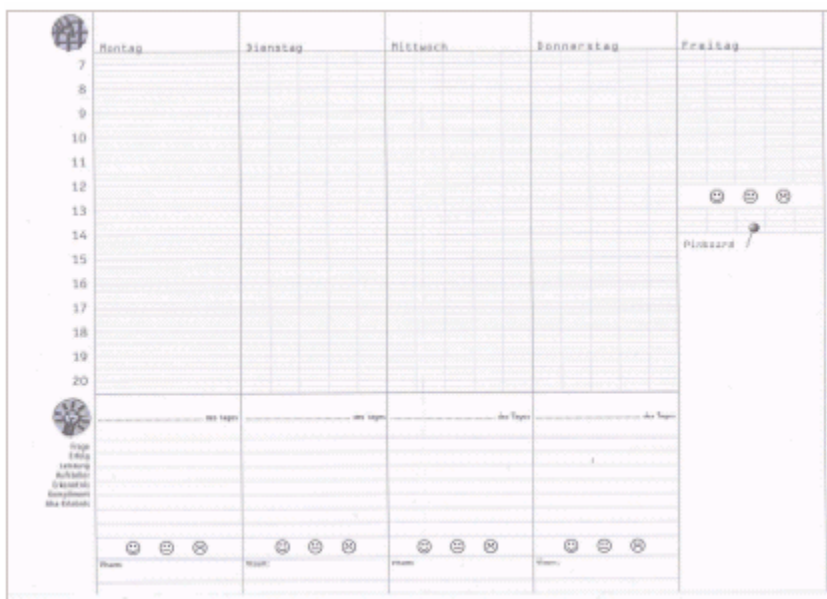 Montag
Dienstag
Mittwoch
Donnerstag
Freitag
7
8
9
10
11
12
13
14
15
16
17
18
19
20
Pinboard
des Tages
des Tages
des Tages
des Tages
Frage
Erfolg
Leistung
Aufsteller
Erkenntnis
Kompliment
Aha-Erlebnis